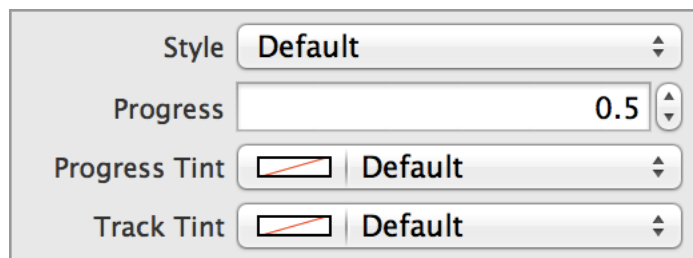 Style Default
Progress 0.5
Progress Tint Default
Track Tint Default